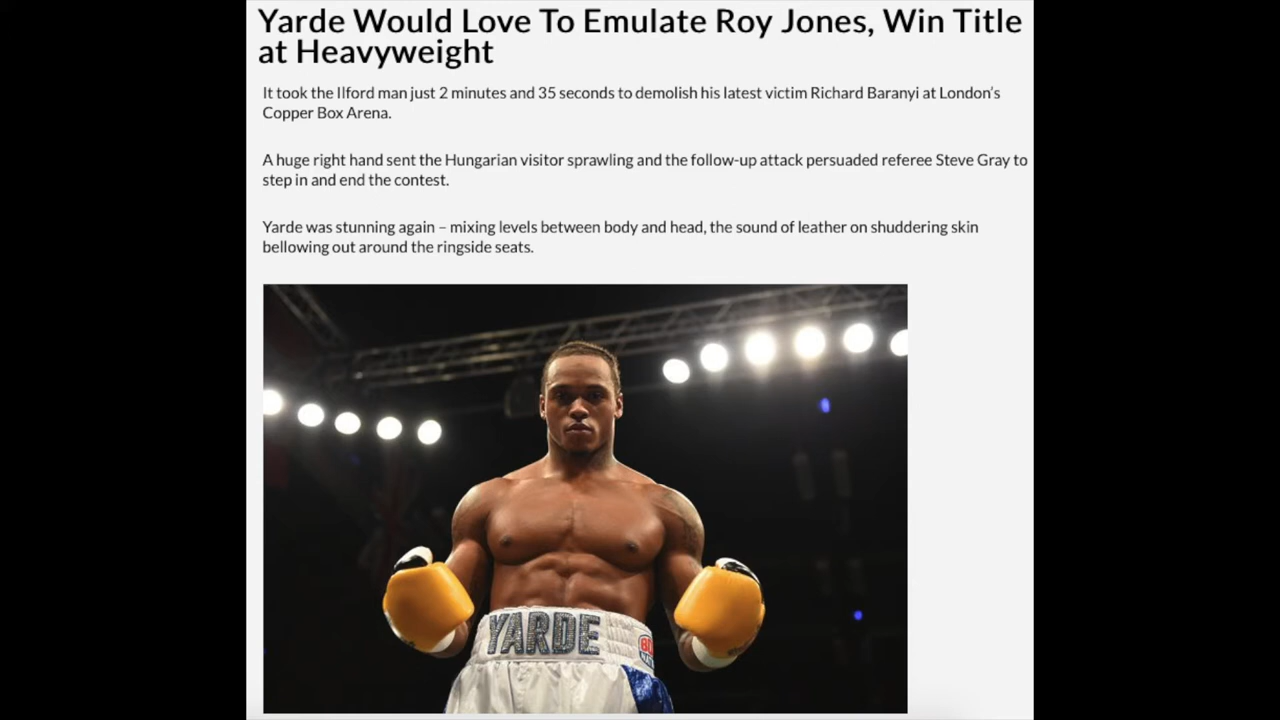 Yarde Would Love To Emulate Roy Jones, Win Title
at Heavyweight
It took the Ilford man just 2 minutes and 35 seconds to demolish his latest victim Richard Baranyi at London's
Copper Box Arena.
A huge right hand sent the Hungarian visitor sprawling and the follow-up attack persuaded referee Steve Gray to
step in and end the contest.
Yarde was stunning again – mixing levels between body and head, the sound of leather on shuddering skin
bellowing out around the ringside seats.
YARDE